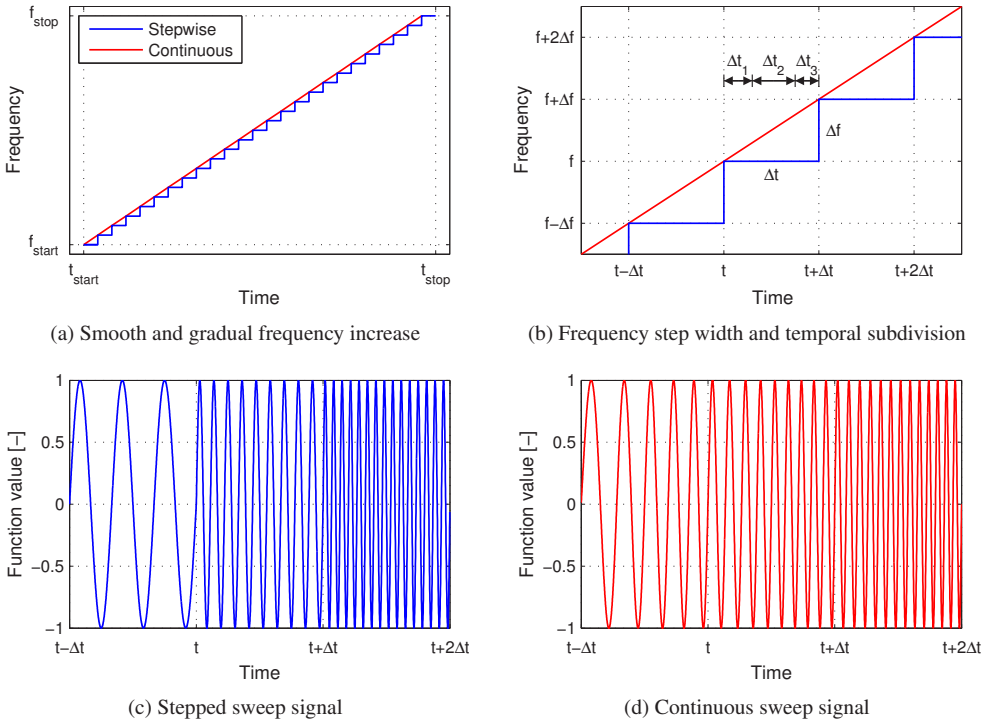 f_stop
Stepwise
Continuous
Frequency
f_start
t_start
t_stop
Time
(a) Smooth and gradual frequency increase
f+2Δf
f+Δf
f
f−Δf
Frequency
Δt_1 Δt_2 Δt_3
Δf
Δt
t−Δt t t+Δt t+2Δt
Time
(b) Frequency step width and temporal subdivision
1
0.5
0
−0.5
−1
Function value [−]
t−Δt t t+Δt t+2Δt
Time
(c) Stepped sweep signal
1
0.5
0
−0.5
−1
Function value [−]
t−Δt t t+Δt t+2Δt
Time
(d) Continuous sweep signal